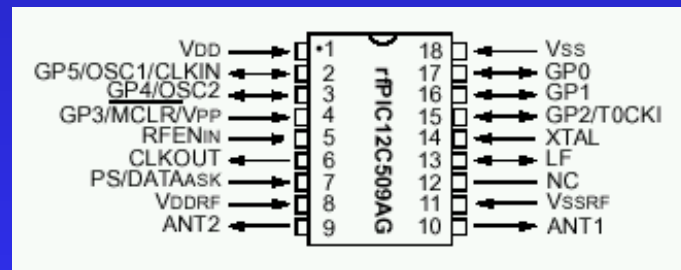 VDD •1 18 VSS
GP5/OSC1/CLKIN 2 17 GP0
GP4/OSC2 3 16 GP1
GP3/MCLR/VPP 4 15 GP2/T0CKI
RFENIN 5 14 XTAL
CLKOUT 6 13 LF
PS/DATAASK 7 12 NC
VDDRF 8 11 VSSRF
ANT2 9 10 ANT1
rfPIC12C509AG